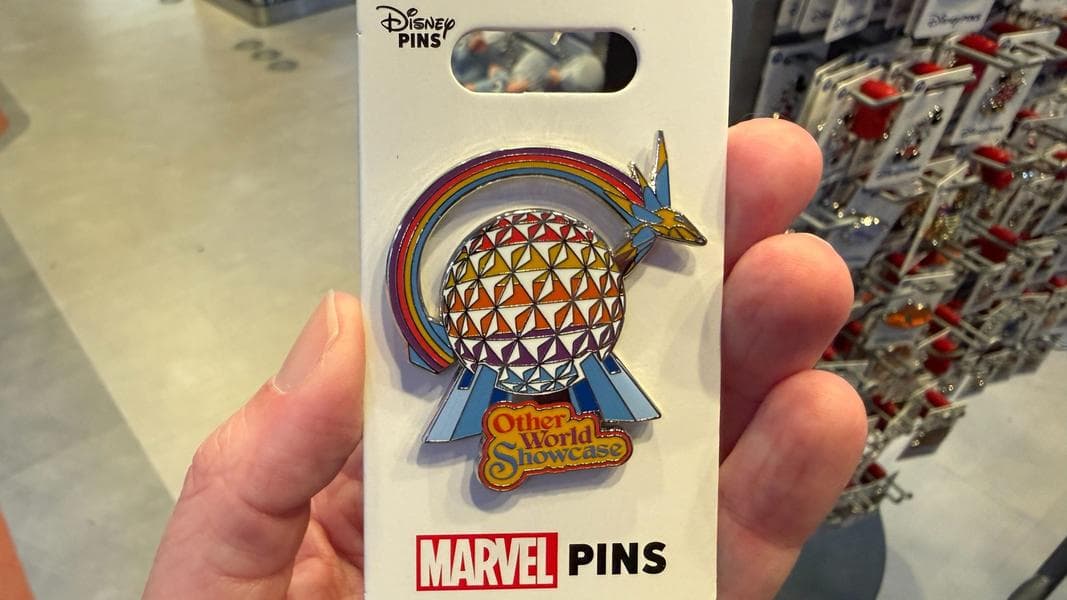 Disney
PINS
Other
World
Showcase
MARVEL PINS